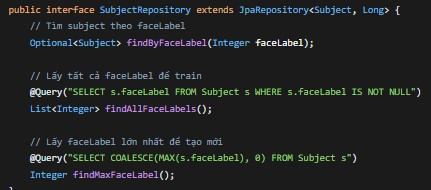 public interface SubjectRepository extends JpaRepository<Subject, Long> {
// Tìm subject theo faceLabel
Optional<Subject> findByFaceLabel(Integer faceLabel);
// Lấy tất cả faceLabel để train
@Query("SELECT s.faceLabel FROM Subject s WHERE s.faceLabel IS NOT NULL")
List<Integer> findAllFaceLabels();
// Lấy faceLabel lớn nhất để tạo mới
@Query("SELECT COALESCE(MAX(s.faceLabel), 0) FROM Subject s")
Integer findMaxFaceLabel();